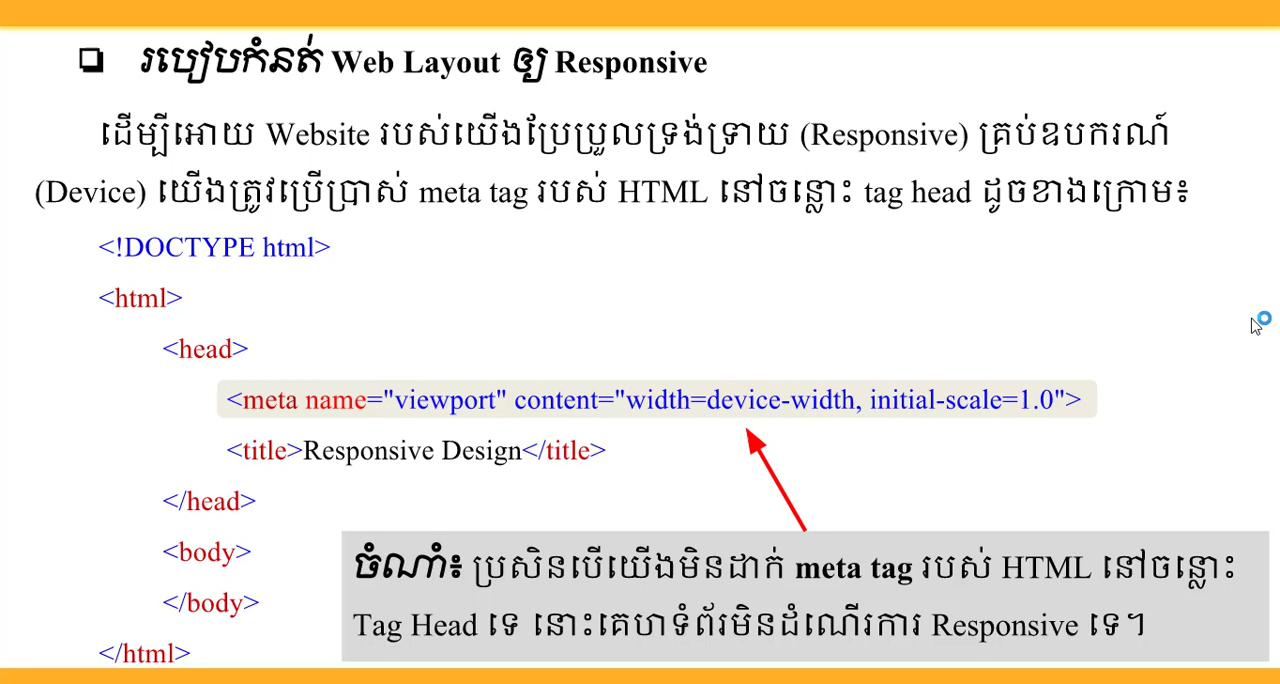 ❑ របៀបកំនត់ Web Layout ឲ្យ Responsive
ដើម្បីអោយ Website របស់យើងប្រែប្រួលទ្រង់ទ្រាយ (Responsive) គ្រប់ឧបករណ៍
(Device) យើងត្រូវប្រើប្រាស់ meta tag របស់ HTML នៅចន្លោះ tag head ដូចខាងក្រោម៖
<!DOCTYPE html>
<html>
<head>
<meta name="viewport" content="width=device-width, initial-scale=1.0">
<title>Responsive Design</title>
</head>
<body>
</body>
</html>
ចំណាំ៖ ប្រសិនបើយើងមិនដាក់ meta tag របស់ HTML នៅចន្លោះ
Tag Head ទេ នោះគេហទំព័រមិនដំណើរការ Responsive ទេ។